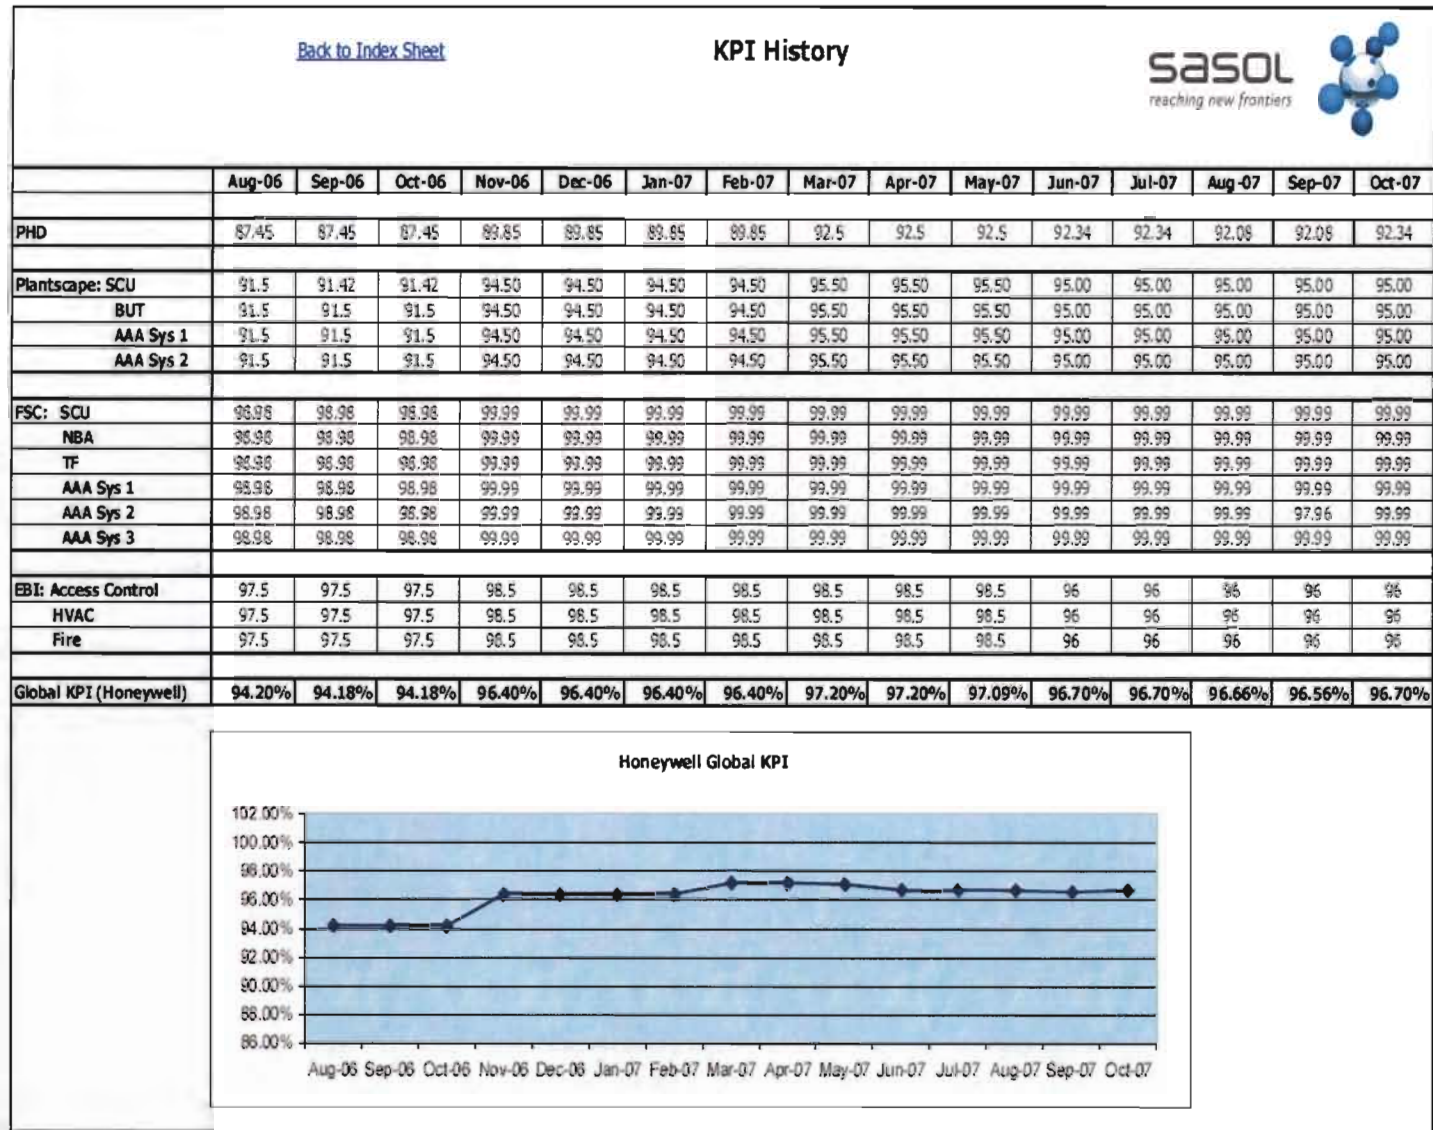 Back to Index Sheet
KPI History
sasol
reaching new frontiers
Aug-06 Sep-06 Oct-06 Nov-06 Dec-06 Jan-07 Feb-07 Mar-07 Apr-07 May-07 Jun-07 Jul-07 Aug-07 Sep-07 Oct-07
PHD 87.45 87.45 87.45 89.85 89.85 89.85 89.85 92.5 92.5 92.5 92.34 92.34 92.08 92.08 92.34
Plantscape: SCU 91.5 91.42 91.42 94.50 94.50 94.50 94.50 95.50 95.50 95.50 95.00 95.00 95.00 95.00 95.00
BUT 91.5 91.5 91.5 94.50 94.50 94.50 94.50 95.50 95.50 95.50 95.00 95.00 95.00 95.00 95.00
AAA Sys 1 91.5 91.5 91.5 94.50 94.50 94.50 94.50 95.50 95.50 95.50 95.00 95.00 95.00 95.00 95.00
AAA Sys 2 91.5 91.5 91.5 94.50 94.50 94.50 94.50 95.50 95.50 95.50 95.00 95.00 95.00 95.00 95.00
FSC: SCU 98.98 98.98 98.98 99.99 99.99 99.99 99.99 99.99 99.99 99.99 99.99 99.99 99.99 99.99 99.99
NBA 98.98 98.98 98.98 99.99 99.99 99.99 99.99 99.99 99.99 99.99 99.99 99.99 99.99 99.99 99.99
TF 98.98 98.98 98.98 99.99 99.99 99.99 99.99 99.99 99.99 99.99 99.99 99.99 99.99 99.99 99.99
AAA Sys 1 98.98 98.98 98.98 99.99 99.99 99.99 99.99 99.99 99.99 99.99 99.99 99.99 99.99 99.99 99.99
AAA Sys 2 98.98 98.98 98.98 99.99 99.99 99.99 99.99 99.99 99.99 99.99 99.99 99.99 99.99 97.96 99.99
AAA Sys 3 98.98 98.98 98.98 99.99 99.99 99.99 99.99 99.99 99.99 99.99 99.99 99.99 99.99 99.99 99.99
EBI: Access Control 97.5 97.5 97.5 98.5 98.5 98.5 98.5 98.5 98.5 98.5 96 96 96 96 96
HVAC 97.5 97.5 97.5 98.5 98.5 98.5 98.5 98.5 98.5 98.5 96 96 96 96 96
Fire 97.5 97.5 97.5 98.5 98.5 98.5 98.5 98.5 98.5 98.5 96 96 96 96 96
Global KPI (Honeywell) 94.20% 94.18% 94.18% 96.40% 96.40% 96.40% 96.40% 97.20% 97.20% 97.09% 96.70% 96.70% 96.66% 96.56% 96.70%
Honeywell Global KPI
102.00%
100.00%
98.00%
96.00%
94.00%
92.00%
90.00%
88.00%
86.00%
Aug-06 Sep-06 Oct-06 Nov-06 Dec-06 Jan-07 Feb-07 Mar-07 Apr-07 May-07 Jun-07 Jul-07 Aug-07 Sep-07 Oct-07